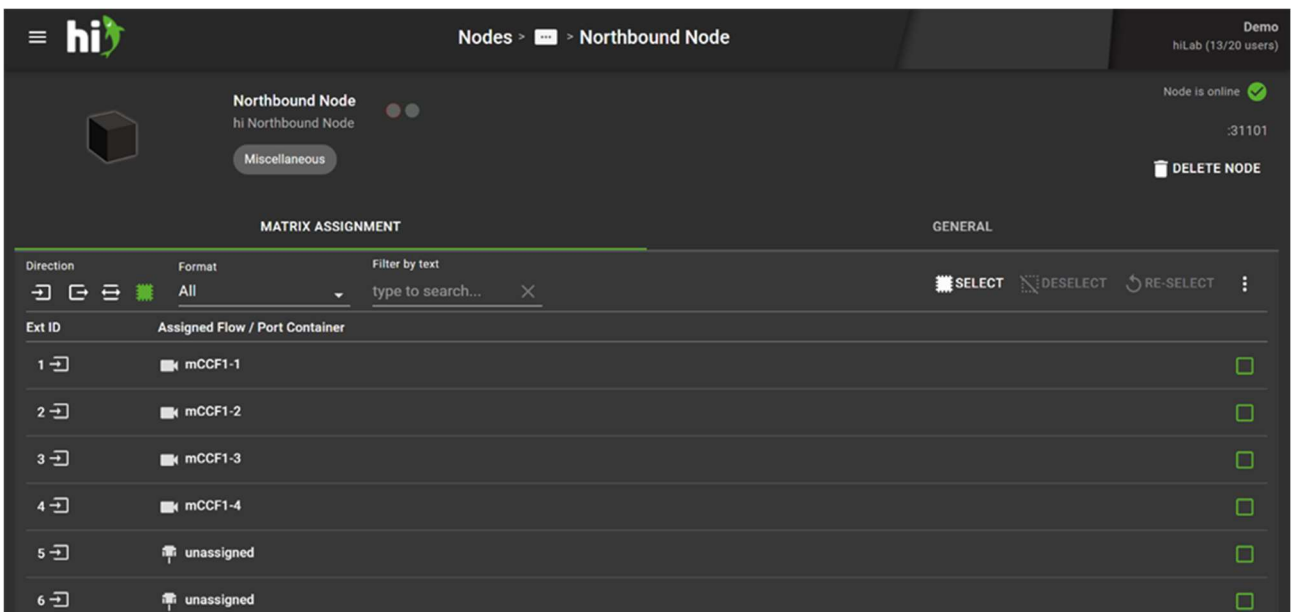 hi
Nodes > ... > Northbound Node
Demo
hiLab (13/20 users)
Northbound Node
hi Northbound Node
Miscellaneous
Node is online
:31101
DELETE NODE
MATRIX ASSIGNMENT
GENERAL
Direction
Format
Filter by text
All
type to search...
SELECT
DESELECT
RE-SELECT
Ext ID
Assigned Flow / Port Container
1 mCCF1-1
2 mCCF1-2
3 mCCF1-3
4 mCCF1-4
5 unassigned
6 unassigned